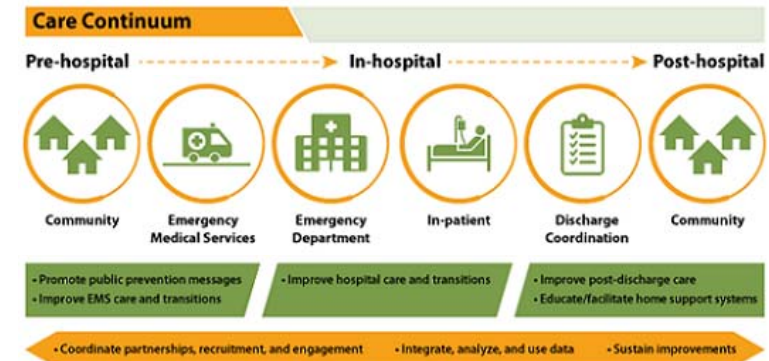 Care Continuum
Pre-hospital In-hospital Post-hospital
Community
Emergency
Medical Services
Emergency
Department
In-patient
Discharge
Coordination
Community
• Promote public prevention messages
• Improve EMS care and transitions
• Improve hospital care and transitions
• Improve post-discharge care
• Educate/facilitate home support systems
• Coordinate partnerships, recruitment, and engagement • Integrate, analyze, and use data • Sustain improvements